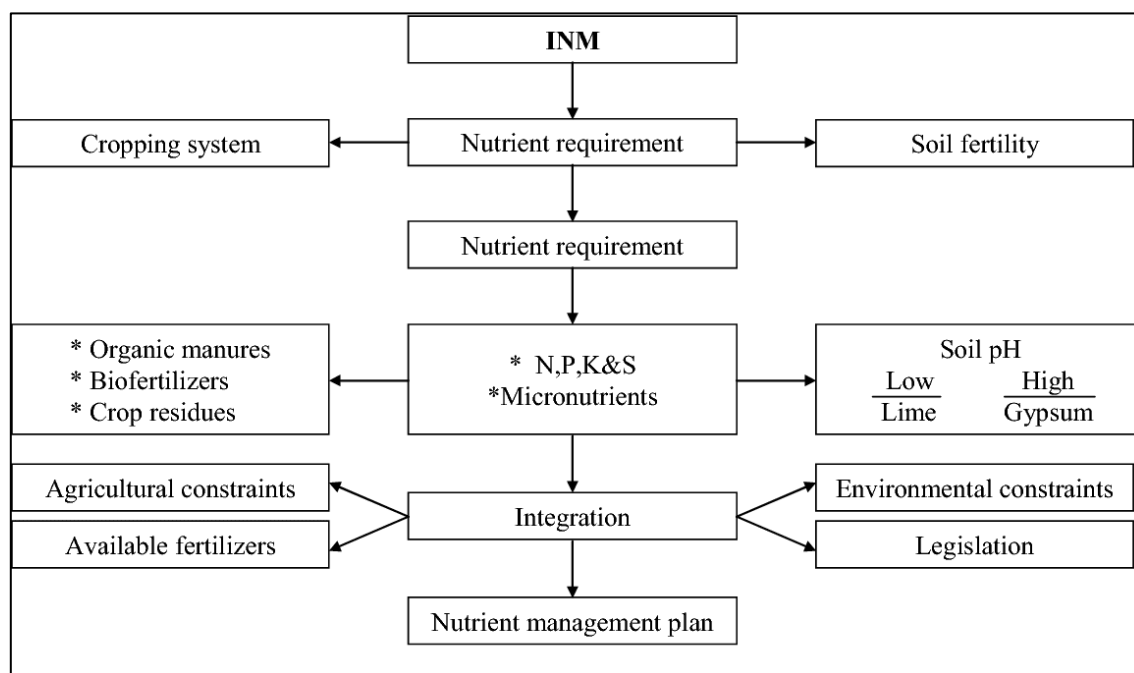 INM
Cropping system
Nutrient requirement
Soil fertility
Nutrient requirement
* Organic manures
* Biofertilizers
* Crop residues
* N,P,K&S
*Micronutrients
Soil pH
Low High
Lime Gypsum
Agricultural constraints
Available fertilizers
Integration
Environmental constraints
Legislation
Nutrient management plan